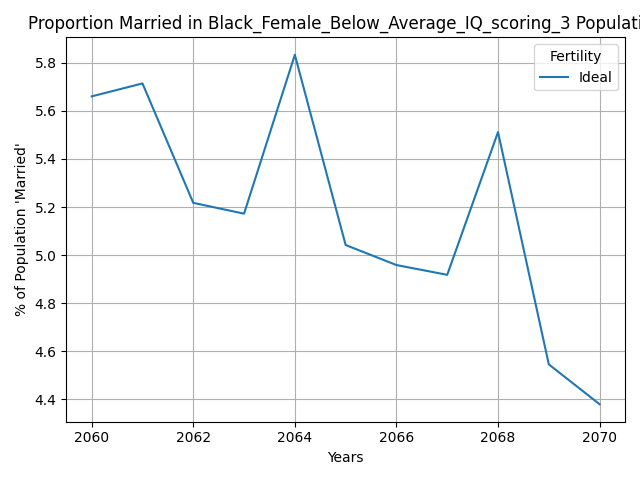 Proportion Married in Black_Female_Below_Average_IQ_scoring_3 Populati
Fertility
Ideal
% of Population 'Married'
5.8
5.6
5.4
5.2
5.0
4.8
4.6
4.4
2060 2062 2064 2066 2068 2070
Years